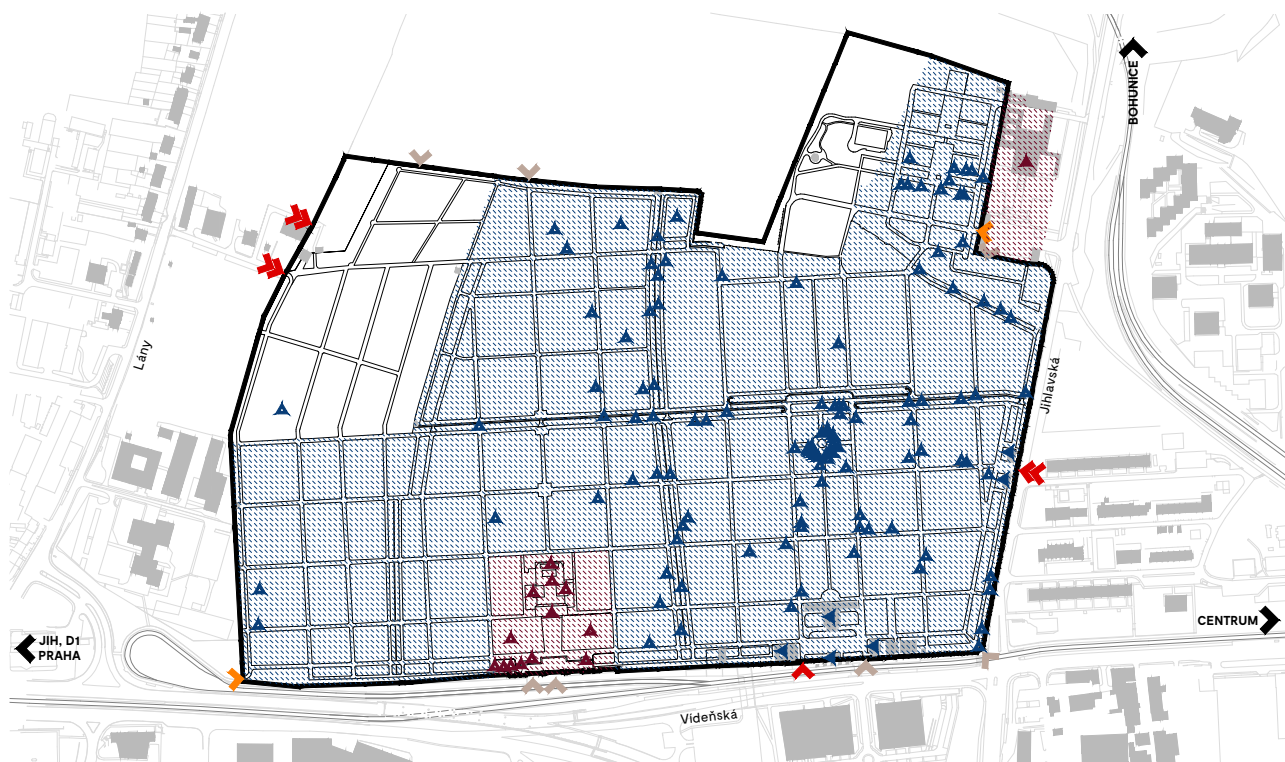 BOHUNICE
Lány
Jihlavská
CENTRUM
JIH, D1
PRAHA
Vídeňská